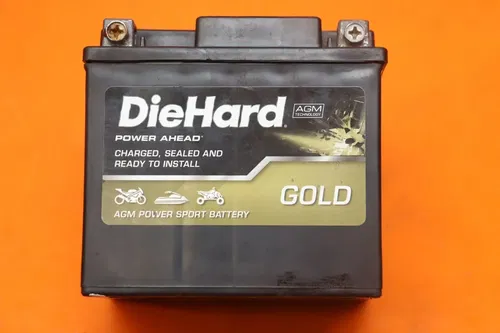 DieHard
AGM
TECHNOLOGY
POWER AHEAD
CHARGED, SEALED AND
READY TO INSTALL
GOLD
AGM POWER SPORT BATTERY